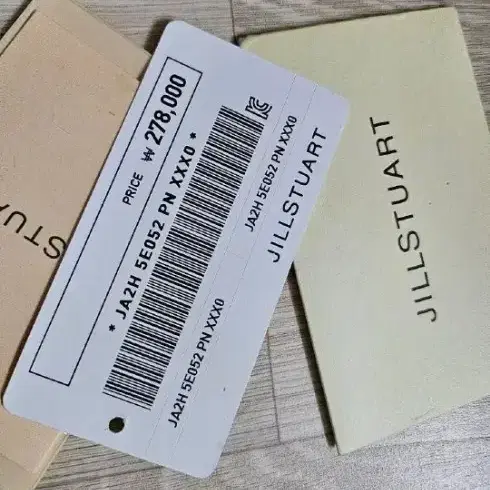 PRICE ₩ 278,000
* JA2H 5E052 PN XXX0 *
JA2H 5E052 PN XXX0
JA2H 5E052 PN XXX0
JILLSTUART
JILLSTUART
STUA